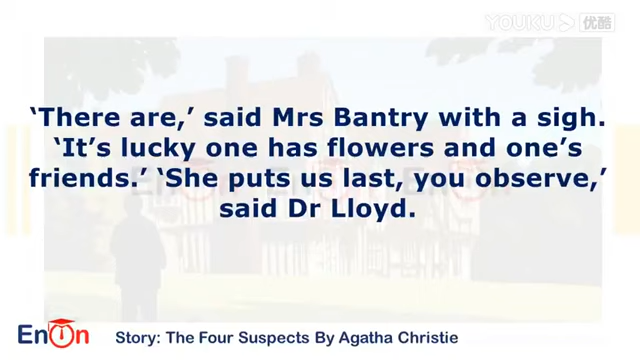 YOUKU 优酷
‘There are,’ said Mrs Bantry with a sigh.
‘It’s lucky one has flowers and one’s
friends.’ ‘She puts us last, you observe,’
said Dr Lloyd.
EnOn
Story: The Four Suspects By Agatha Christie